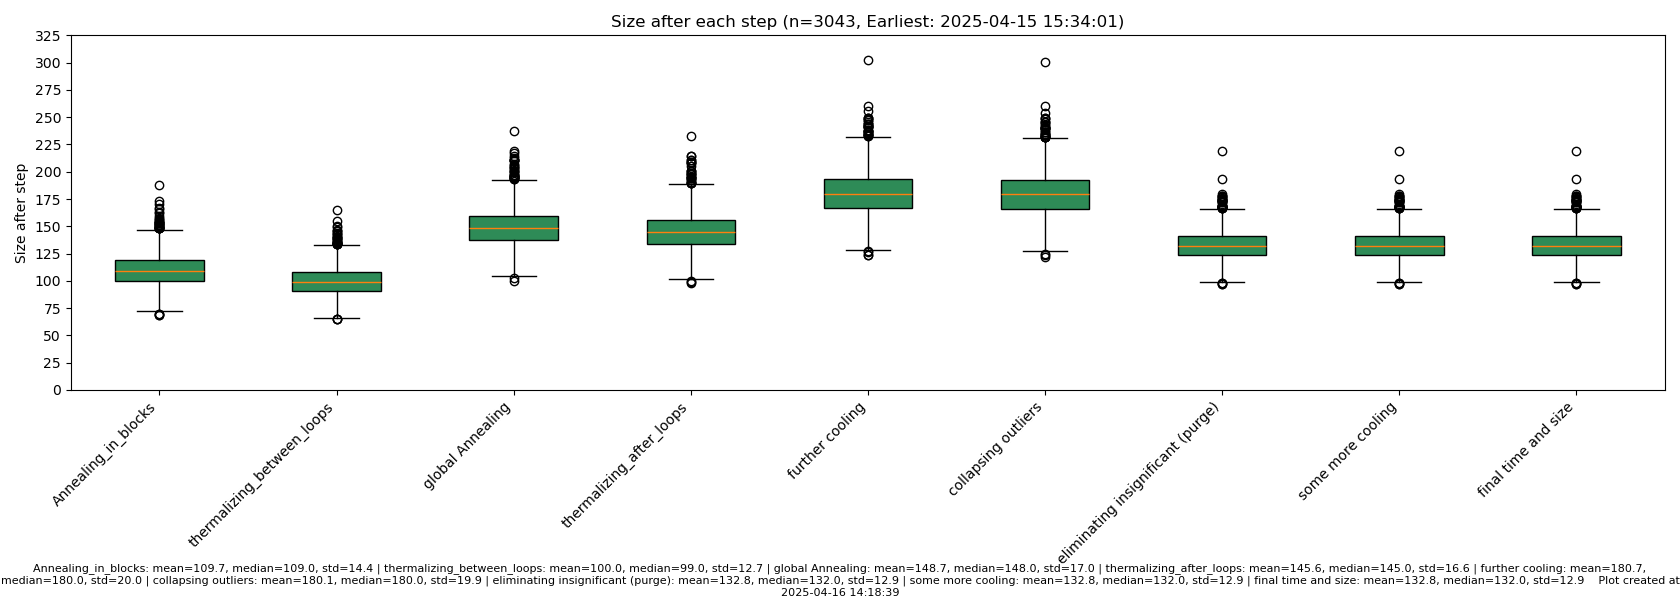 Size after each step (n=3043, Earliest: 2025-04-15 15:34:01)
325
300
275
250
225
200
175
150
125
100
75
50
25
0
Size after step
Annealing_in_blocks
thermalizing_between_loops
global Annealing
thermalizing_after_loops
further cooling
collapsing outliers
eliminating insignificant (purge)
some more cooling
final time and size
Annealing_in_blocks: mean=109.7, median=109.0, std=14.4 | thermalizing_between_loops: mean=100.0, median=99.0, std=12.7 | global Annealing: mean=148.7, median=148.0, std=17.0 | thermalizing_after_loops: mean=145.6, median=145.0, std=16.6 | further cooling: mean=180.7,
median=180.0, std=20.0 | collapsing outliers: mean=180.1, median=180.0, std=19.9 | eliminating insignificant (purge): mean=132.8, median=132.0, std=12.9 | some more cooling: mean=132.8, median=132.0, std=12.9 | final time and size: mean=132.8, median=132.0, std=12.9 Plot created at
2025-04-16 14:18:39